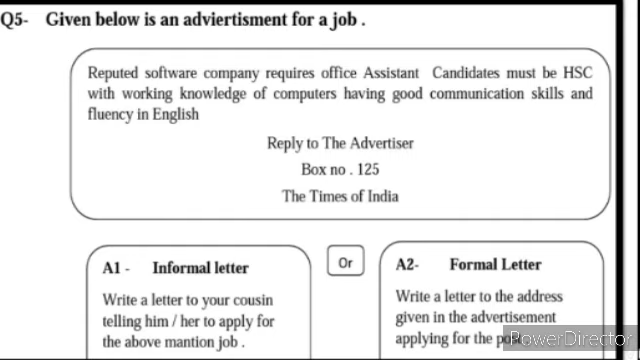 Q5- Given below is an adviertisment for a job .
Reputed software company requires office Assistant Candidates must be HSC
with working knowledge of computers having good communication skills and
fluency in English
Reply to The Advertiser
Box no . 125
The Times of India
A1 - Informal letter
Write a letter to your cousin
telling him / her to apply for
the above mantion job .
Or
A2- Formal Letter
Write a letter to the address
given in the advertisement
applying for the
PowerDirector